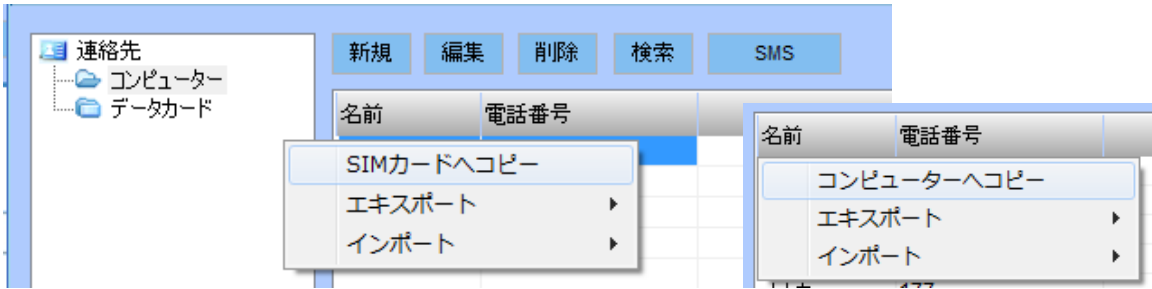 連絡先
コンピューター
データカード
新規 編集 削除 検索 SMS
名前 電話番号
SIMカードへコピー
エキスポート
インポート
名前 電話番号
コンピューターへコピー
エキスポート
インポート